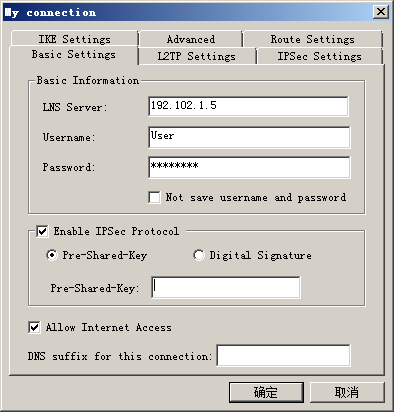 My connection
IKE Settings Advanced Route Settings
Basic Settings L2TP Settings IPSec Settings
Basic Information
LNS Server: 192.102.1.5
Username: User
Password: ********
Not save username and password
Enable IPSec Protocol
Pre-Shared-Key Digital Signature
Pre-Shared-Key:
Allow Internet Access
DNS suffix for this connection:
确定 取消